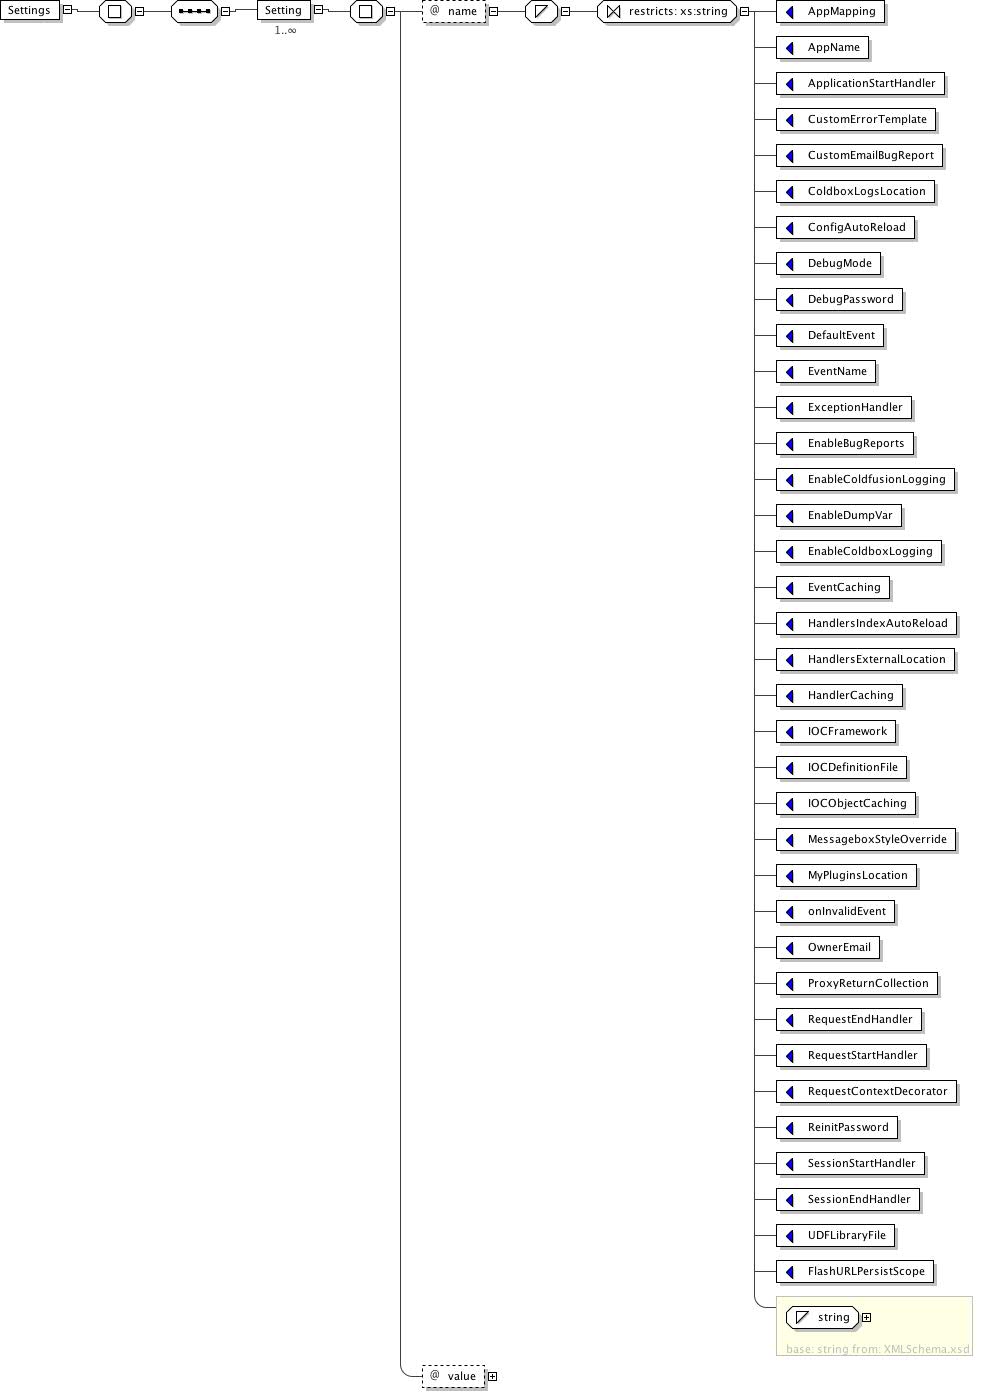 Settings
Setting
1..∞
@ name
restricts: xs:string
AppMapping
AppName
ApplicationStartHandler
CustomErrorTemplate
CustomEmailBugReport
ColdboxLogsLocation
ConfigAutoReload
DebugMode
DebugPassword
DefaultEvent
EventName
ExceptionHandler
EnableBugReports
EnableColdfusionLogging
EnableDumpVar
EnableColdboxLogging
EventCaching
HandlersIndexAutoReload
HandlersExternalLocation
HandlerCaching
IOCFramework
IOCDefinitionFile
IOCObjectCaching
MessageboxStyleOverride
MyPluginsLocation
onInvalidEvent
OwnerEmail
ProxyReturnCollection
RequestEndHandler
RequestStartHandler
RequestContextDecorator
ReinitPassword
SessionStartHandler
SessionEndHandler
UDFLibraryFile
FlashURLPersistScope
string
base: string from: XMLSchema.xsd
@ value